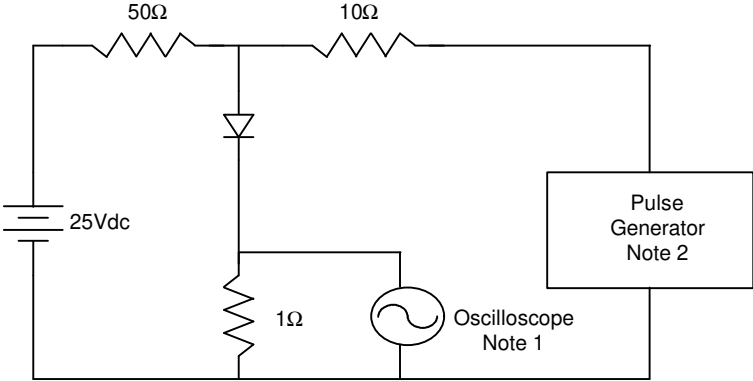 50Ω
10Ω
25Vdc
Pulse
Generator
Note 2
1Ω
Oscilloscope
Note 1